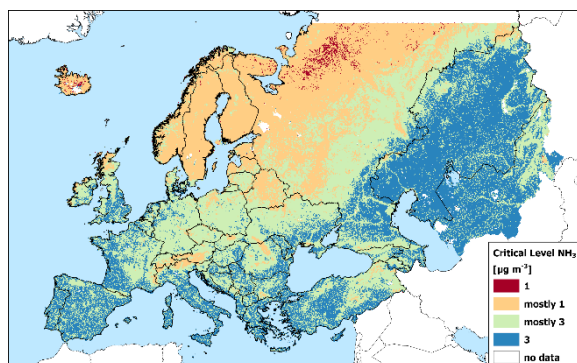 Critical Level NH₃
[µg m⁻³]
1
mostly 1
mostly 3
3
no data